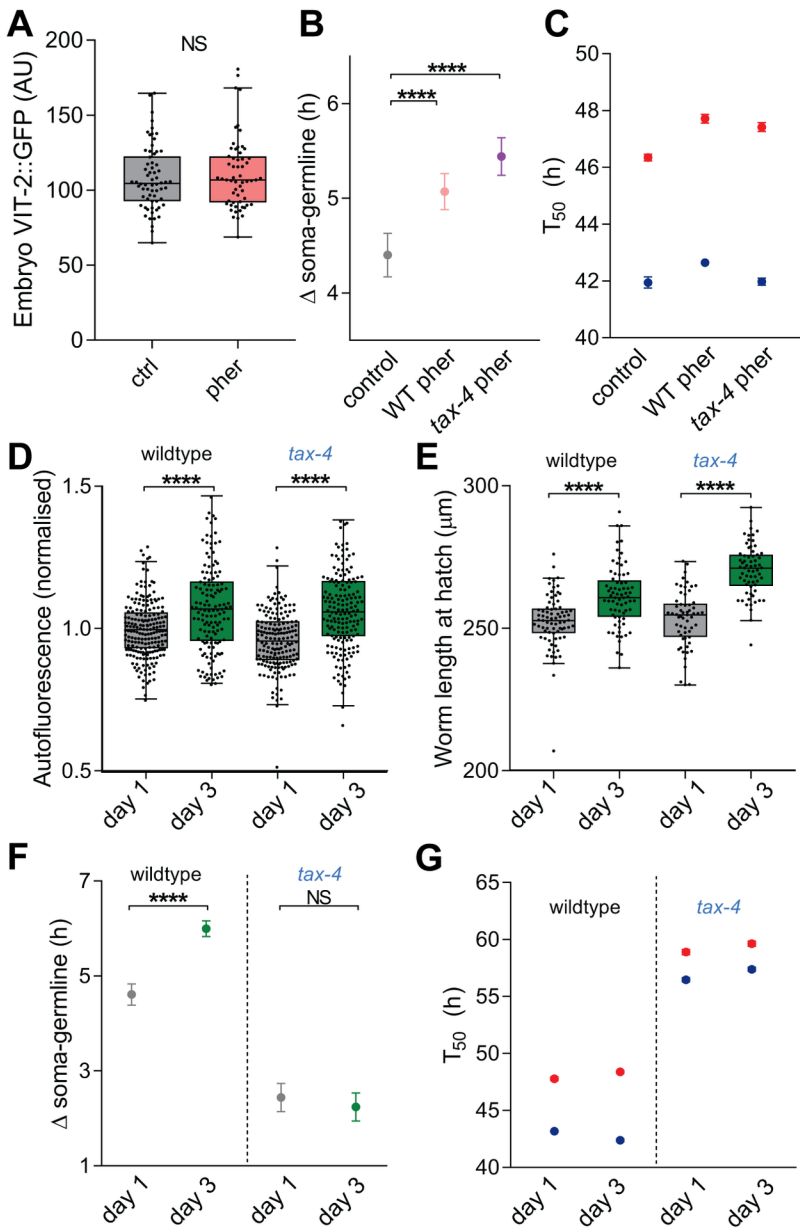 A
NS
Embryo VIT-2::GFP (AU)
200
150
100
50
0
ctrl
pher
B
****
****
Δ soma-germline (h)
6
5
4
control
WT pher
tax-4 pher
C
T50 (h)
50
48
46
44
42
40
control
WT pher
tax-4 pher
D
wildtype
tax-4
****
****
Autofluorescence (normalised)
1.5
1.0
0.5
day 1
day 3
day 1
day 3
E
wildtype
tax-4
****
****
Worm length at hatch (μm)
300
250
200
day 1
day 3
day 1
day 3
F
wildtype
tax-4
****
NS
Δ soma-germline (h)
7
5
3
1
day 1
day 3
day 1
day 3
G
wildtype
tax-4
T50 (h)
65
60
55
50
45
40
day 1
day 3
day 1
day 3